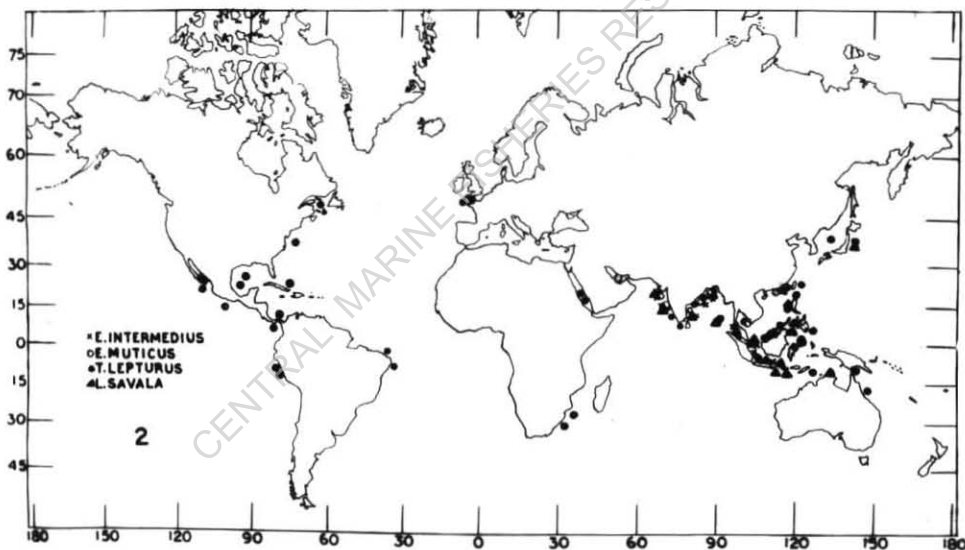 75
70
60
45
30
15
0
15
30
45
×E.INTERMEDIUS
○E.MUTICUS
●T.LEPTURUS
▲L.SAVALA
2
180 150 120 90 60 30 0 30 60 90 120 150 180
CENTRAL MARINE FISHERIES RES